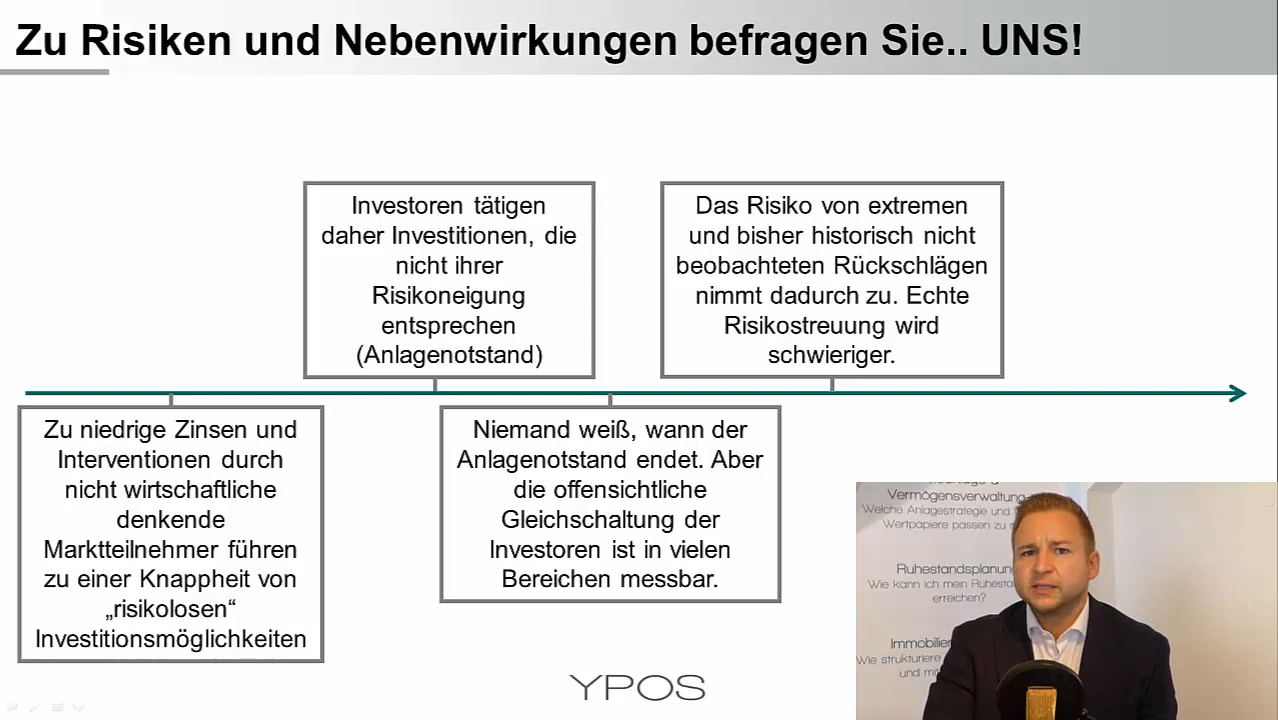 Zu Risiken und Nebenwirkungen befragen Sie.. UNS!
Investoren tätigen
daher Investitionen, die
nicht ihrer
Risikoneigung
entsprechen
(Anlagenotstand)
Das Risiko von extremen
und bisher historisch nicht
beobachteten Rückschlägen
nimmt dadurch zu. Echte
Risikostreuung wird
schwieriger.
Zu niedrige Zinsen und
Interventionen durch
nicht wirtschaftliche
denkende
Marktteilnehmer führen
zu einer Knappheit von
„risikolosen“
Investitionsmöglichkeiten
Niemand weiß, wann der
Anlagenotstand endet. Aber
die offensichtliche
Gleichschaltung der
Investoren ist in vielen
Bereichen messbar.
Vermögensverwaltung
Welche Anlagestrategie und
Wertpapiere passen zu
Ruhestandsplanung
Wie kann ich mein
erreichen?
Wie strukturiere
und
YPOS